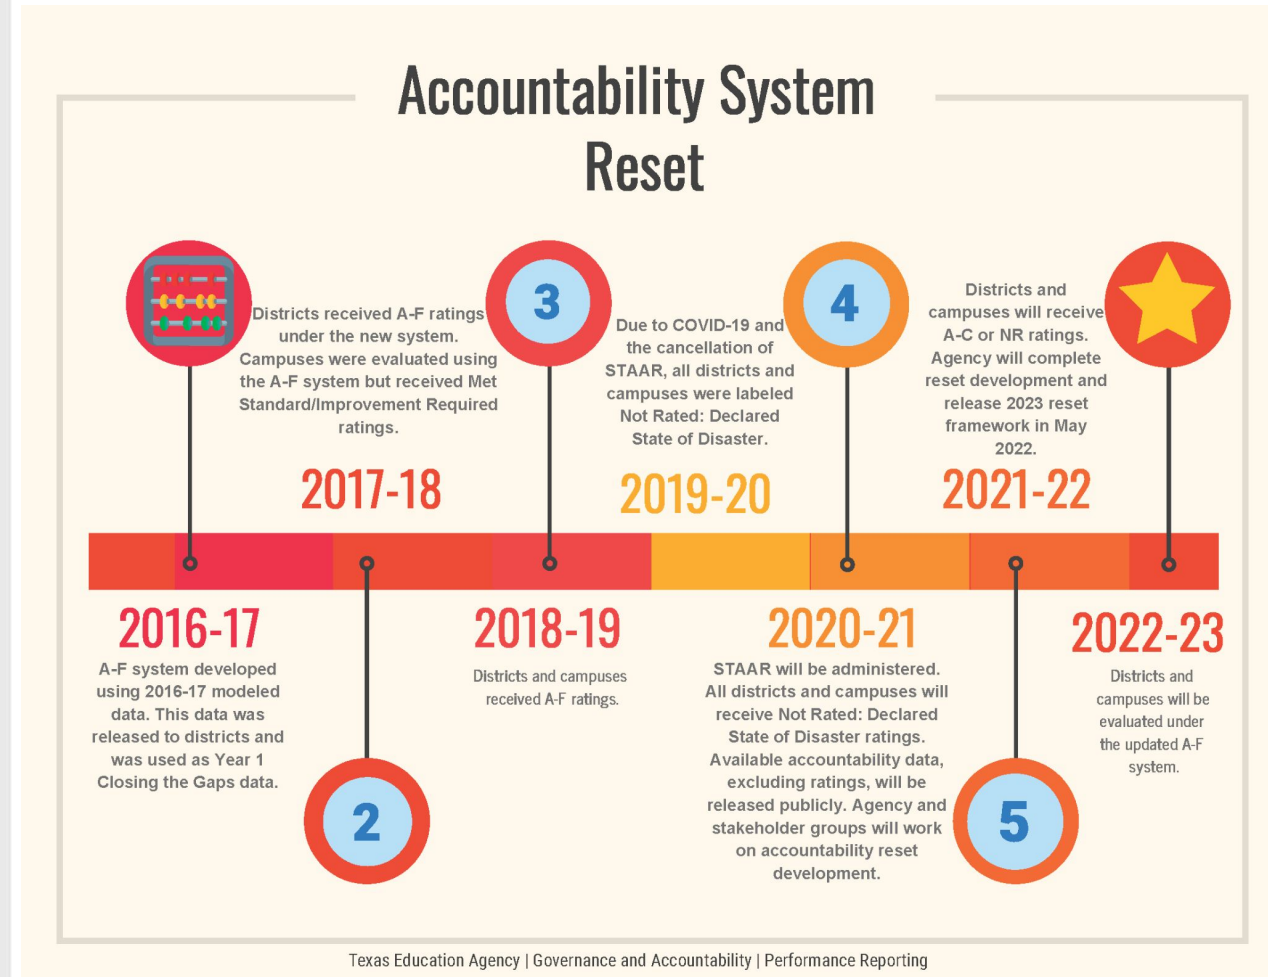 Accountability System
Reset
Districts received A-F ratings
under the new system.
Campuses were evaluated using
the A-F system but received Met
Standard/Improvement Required
ratings.
2017-18
3
Due to COVID-19 and
the cancellation of
STAAR, all districts and
campuses were labeled
Not Rated: Declared
State of Disaster.
2019-20
4
Districts and
campuses will receive
A-C or NR ratings.
Agency will complete
reset development and
release 2023 reset
framework in May
2022.
2021-22
2016-17
A-F system developed
using 2016-17 modeled
data. This data was
released to districts and
was used as Year 1
Closing the Gaps data.
2
2018-19
Districts and campuses
received A-F ratings.
2020-21
STAAR will be administered.
All districts and campuses will
receive Not Rated: Declared
State of Disaster ratings.
Available accountability data,
excluding ratings, will be
released publicly. Agency and
stakeholder groups will work
on accountability reset
development.
5
2022-23
Districts and
campuses will be
evaluated under
the updated A-F
system.
Texas Education Agency | Governance and Accountability | Performance Reporting